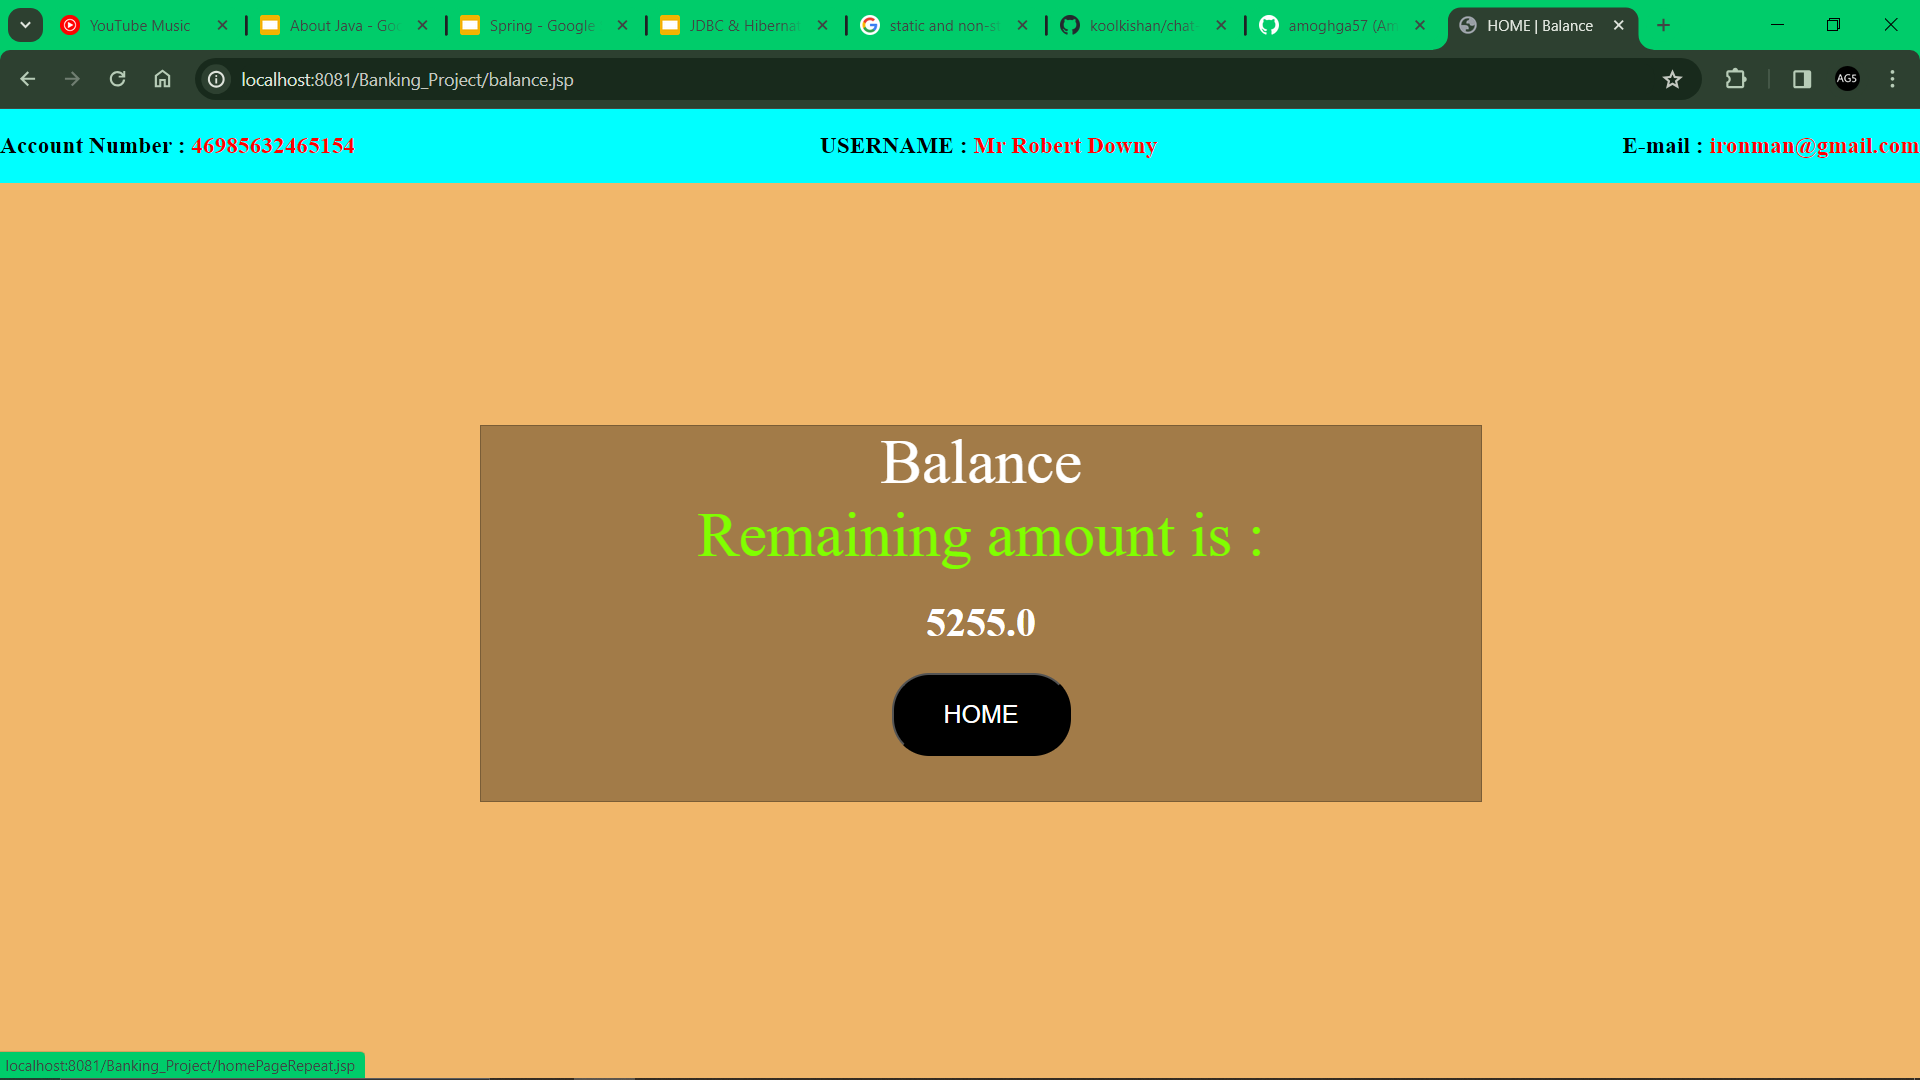 YouTube Music
About Java - Goo
Spring - Google
JDBC & Hibernat
static and non-st
koolkishan/chat-
amoghga57 (Am
HOME | Balance
localhost:8081/Banking_Project/balance.jsp
AG5
Account Number : 46985632465154
USERNAME : Mr Robert Downy
E-mail : ironman@gmail.com
Balance
Remaining amount is :
5255.0
HOME
localhost:8081/Banking_Project/homePageRepeat.jsp